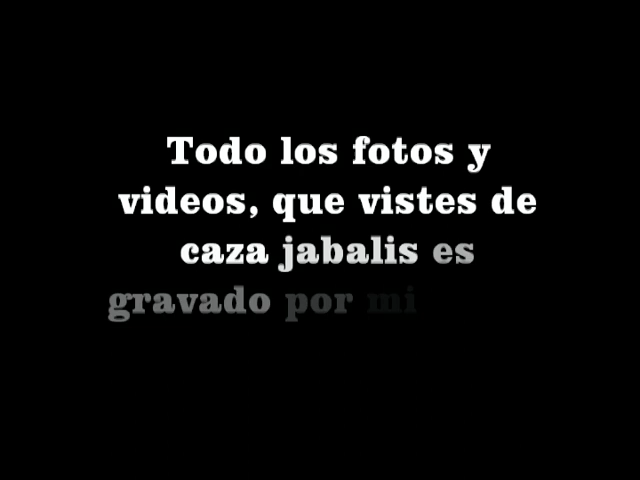 Todo los fotos y
videos, que vistes de
caza jabalis es
gravado por mi